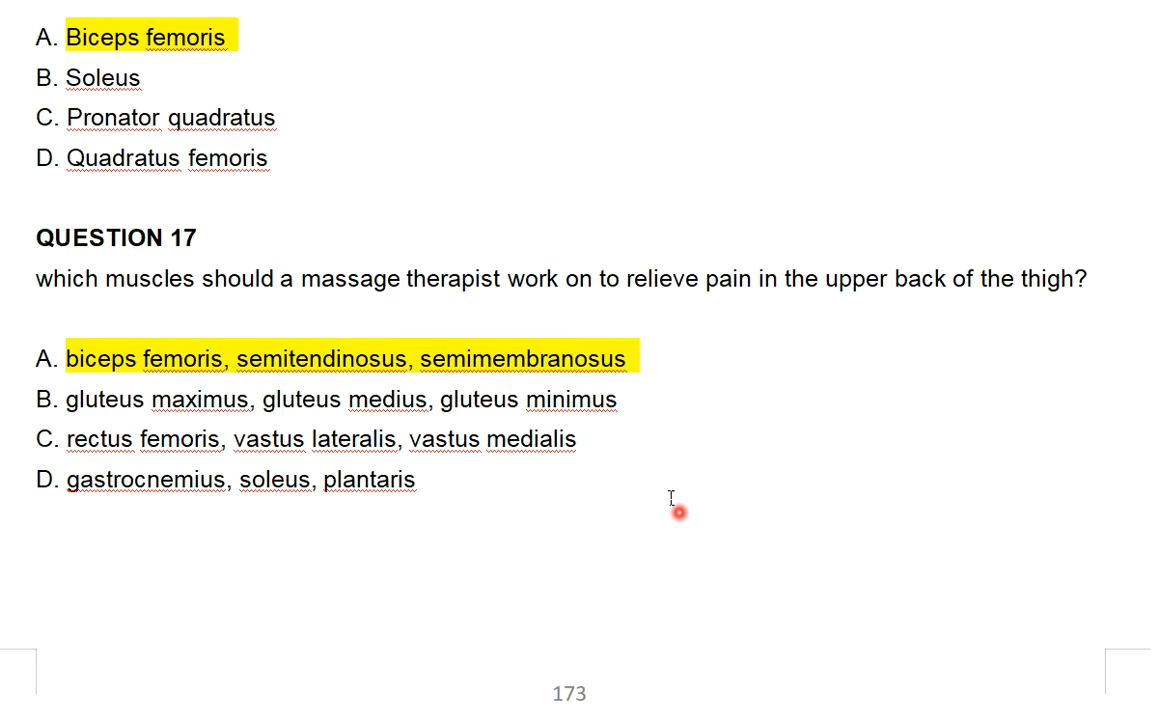 A. Biceps femoris
B. Soleus
C. Pronator quadratus
D. Quadratus femoris
QUESTION 17
which muscles should a massage therapist work on to relieve pain in the upper back of the thigh?
A. biceps femoris, semitendinosus, semimembranosus
B. gluteus maximus, gluteus medius, gluteus minimus
C. rectus femoris, vastus lateralis, vastus medialis
D. gastrocnemius, soleus, plantaris
173